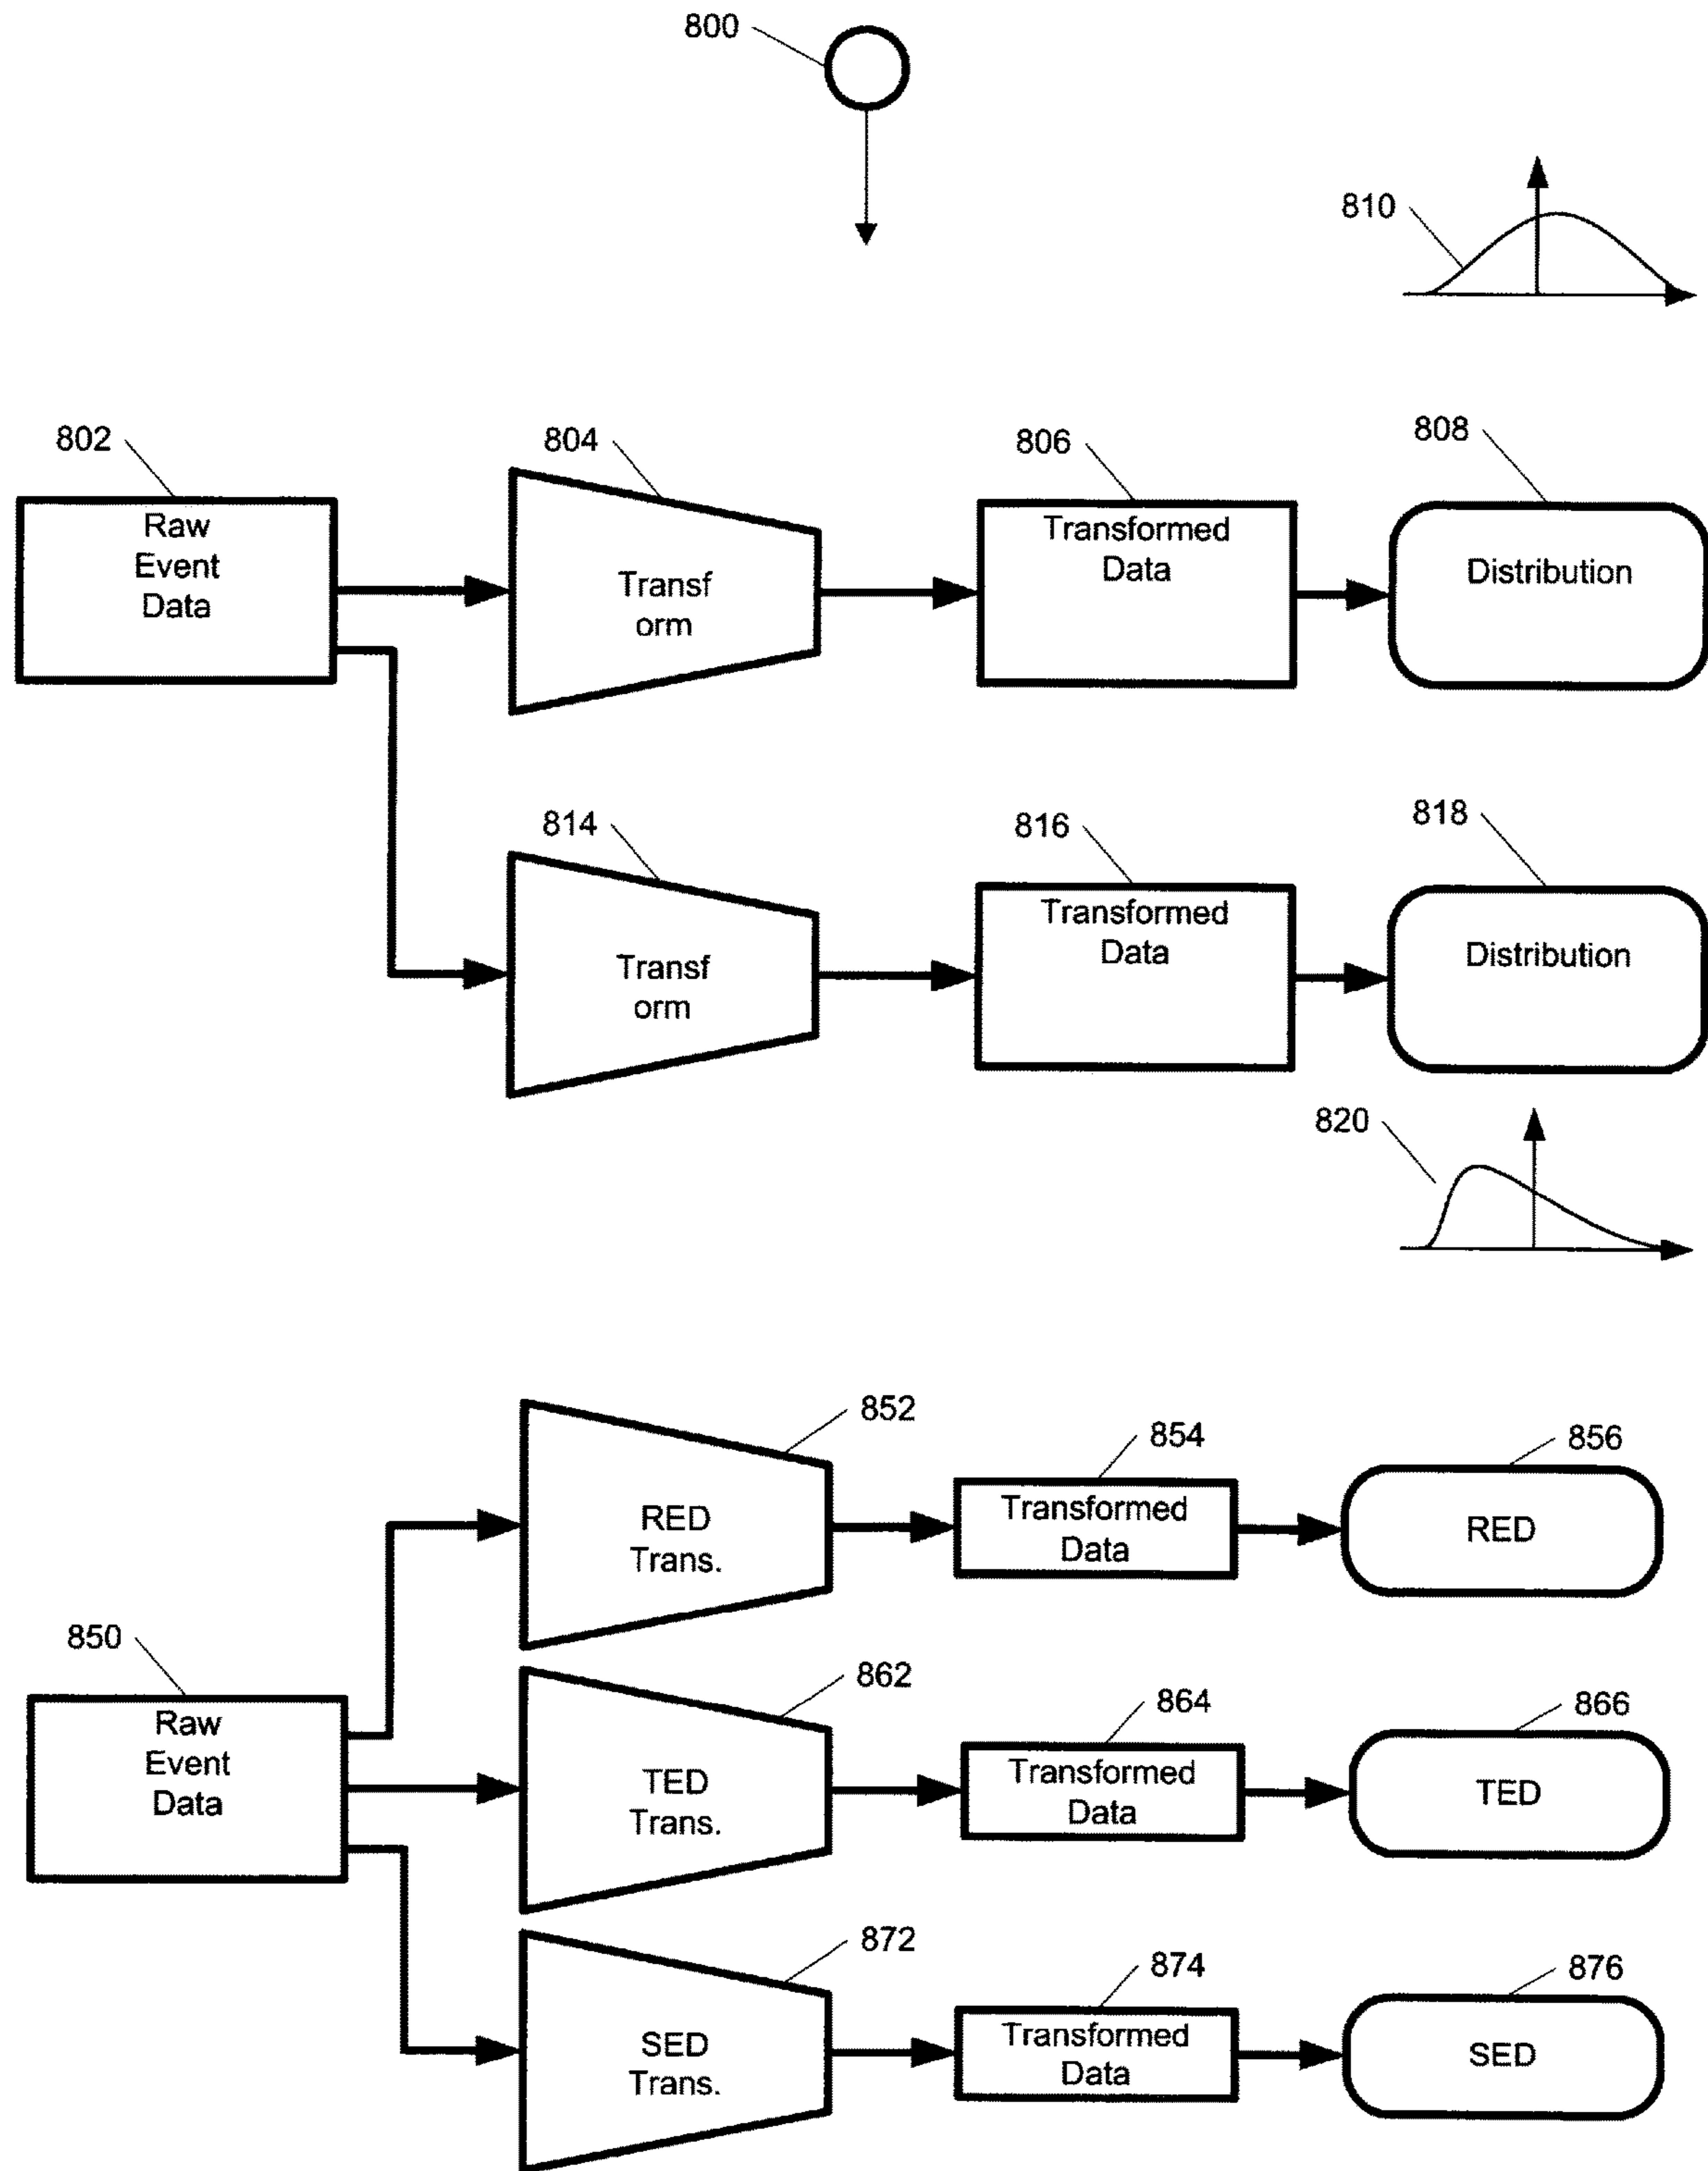 800
810
802
804
806
808
Raw
Event
Data
Transf
orm
Transformed
Data
Distribution
814
816
818
Transf
orm
Transformed
Data
Distribution
820
852
854
856
RED
Trans.
Transformed
Data
RED
850
862
864
866
Raw
Event
Data
TED
Trans.
Transformed
Data
TED
872
874
876
SED
Trans.
Transformed
Data
SED